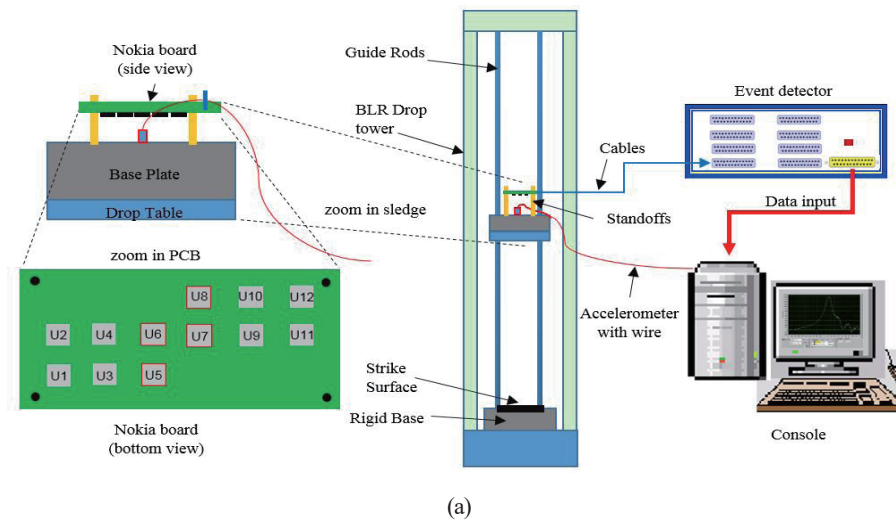 Nokia board
(side view)
Base Plate
Drop Table
zoom in sledge
zoom in PCB
U8
U10
U12
U2
U4
U6
U7
U9
U11
U1
U3
U5
Nokia board
(bottom view)
Guide Rods
BLR Drop
tower
Cables
Standoffs
Accelerometer
with wire
Strike
Surface
Rigid Base
Event detector
Data input
Console
(a)